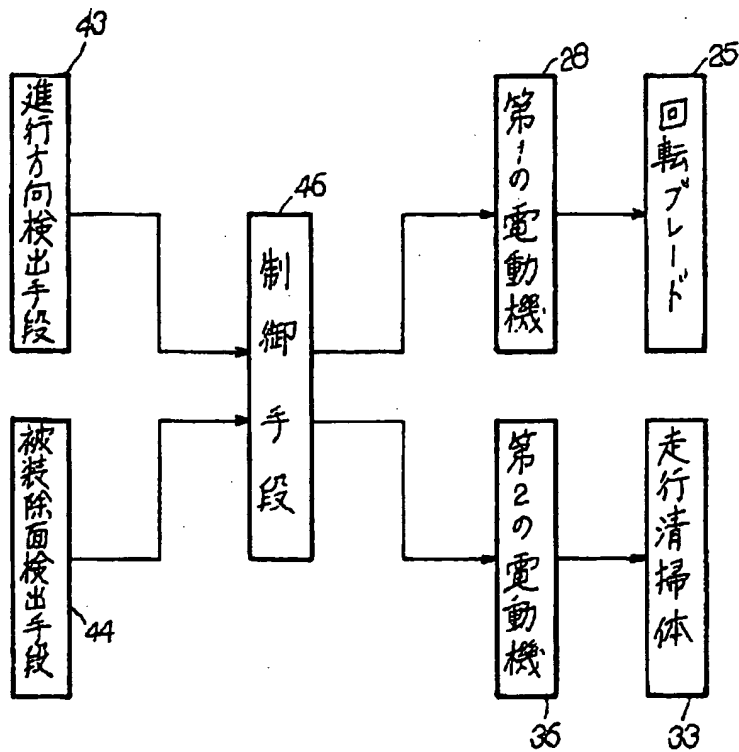 43
進行方向検出手段
被装除面検出手段
44
46
制御手段
28
第1の電動機
25
回転ブレード
第2の電動機
36
走行清掃体
33